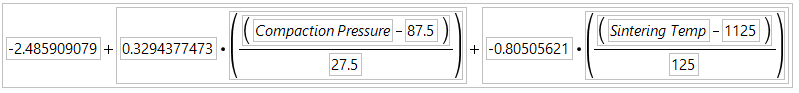 -2.485909079 + 0.3294377473 • ((Compaction Pressure – 87.5) / 27.5) + -0.80505621 • ((Sintering Temp – 1125) / 125)